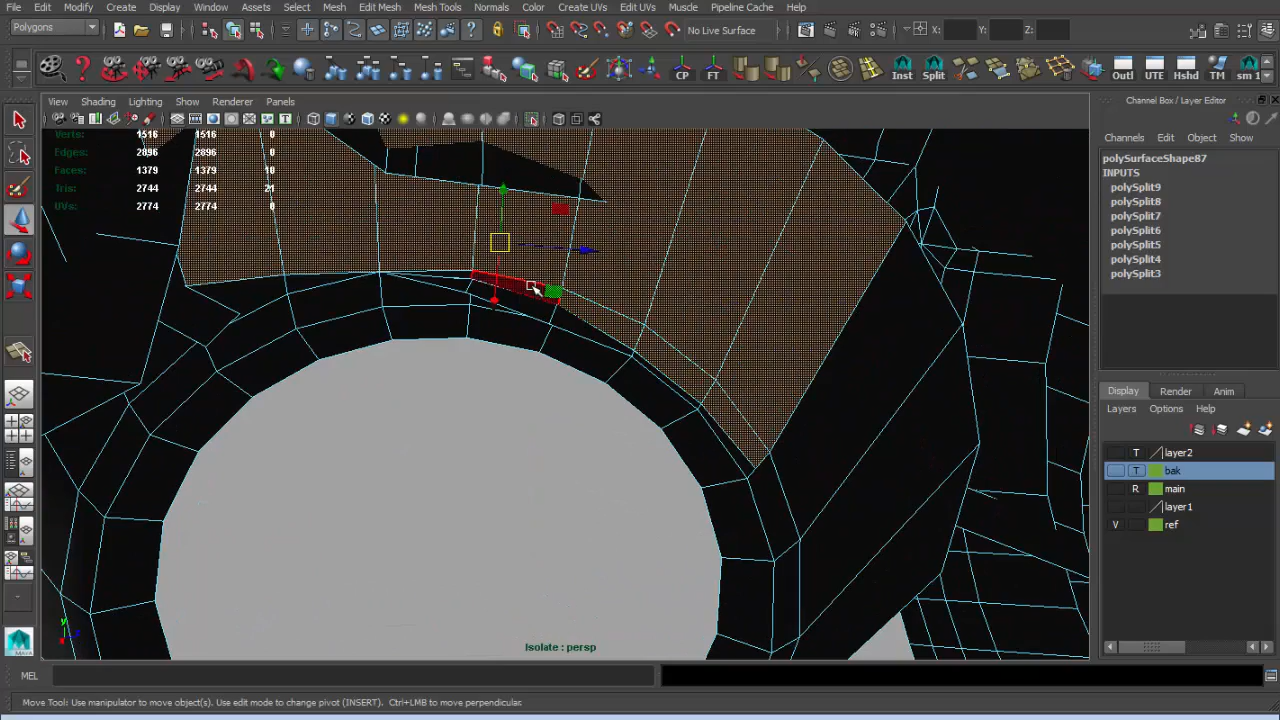 File Edit Modify Create Display Window Assets Select Mesh Edit Mesh Mesh Tools Normals Color Create UVs Edit UVs Muscle Pipeline Cache Help
Polygons No Live Surface X: Y: Z:
CP FT Inst Split Outl UTE Hshd TM sm 1
View Shading Lighting Show Renderer Panels
Channel Box / Layer Editor
Channels Edit Object Show
Verts: 1516 1516 0
Edges: 2896 2896 0
Faces: 1379 1379 10
Tris: 2744 2744 21
UVs: 2774 2774 0
polySurfaceShape87
INPUTS
polySplit9
polySplit8
polySplit7
polySplit6
polySplit5
polySplit4
polySplit3
Display Render Anim
Layers Options Help
T layer2
T bak
R main
layer1
V ref
y
Isolate : persp
MEL
Move Tool: Use manipulator to move object(s). Use edit mode to change pivot (INSERT). Ctrl+LMB to move perpendicular.